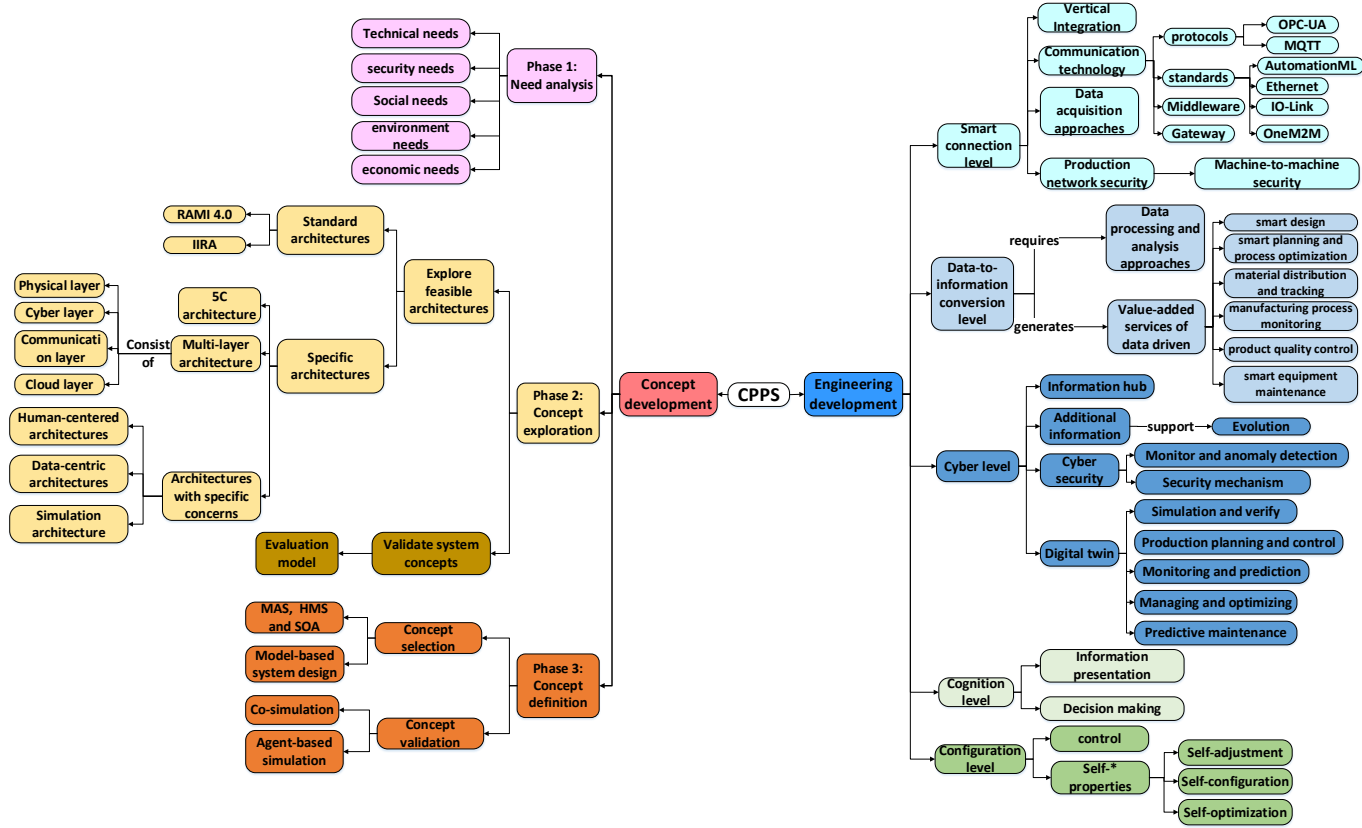 CPPS
Concept
development
Phase 1:
Need analysis
Technical needs
security needs
Social needs
environment
needs
economic needs
Phase 2:
Concept
exploration
Explore
feasible
architectures
Standard
architectures
RAMI 4.0
IIRA
Specific
architectures
5C
architecture
Multi-layer
architecture
Consist
of
Physical layer
Cyber layer
Communicati
on layer
Cloud layer
Architectures
with specific
concerns
Human-centered
architectures
Data-centric
architectures
Simulation
architecture
Validate system
concepts
Evaluation
model
Phase 3:
Concept
definition
Concept
selection
MAS, HMS
and SOA
Model-based
system design
Concept
validation
Co-simulation
Agent-based
simulation
Engineering
development
Smart
connection
level
Vertical
Integration
Communication
technology
protocols
OPC-UA
MQTT
standards
AutomationML
Ethernet
IO-Link
OneM2M
Middleware
Gateway
Data
acquisition
approaches
Production
network security
Machine-to-machine
security
Data-to-
information
conversion
level
requires
Data
processing and
analysis
approaches
generates
Value-added
services of
data driven
smart design
smart planning and
process optimization
material distribution
and tracking
manufacturing process
monitoring
product quality control
smart equipment
maintenance
Cyber level
Information hub
Additional
information
support
Evolution
Cyber
security
Monitor and anomaly detection
Security mechanism
Digital twin
Simulation and verify
Production planning and control
Monitoring and prediction
Managing and optimizing
Predictive maintenance
Cognition
level
Information
presentation
Decision making
Configuration
level
control
Self-*
properties
Self-adjustment
Self-configuration
Self-optimization